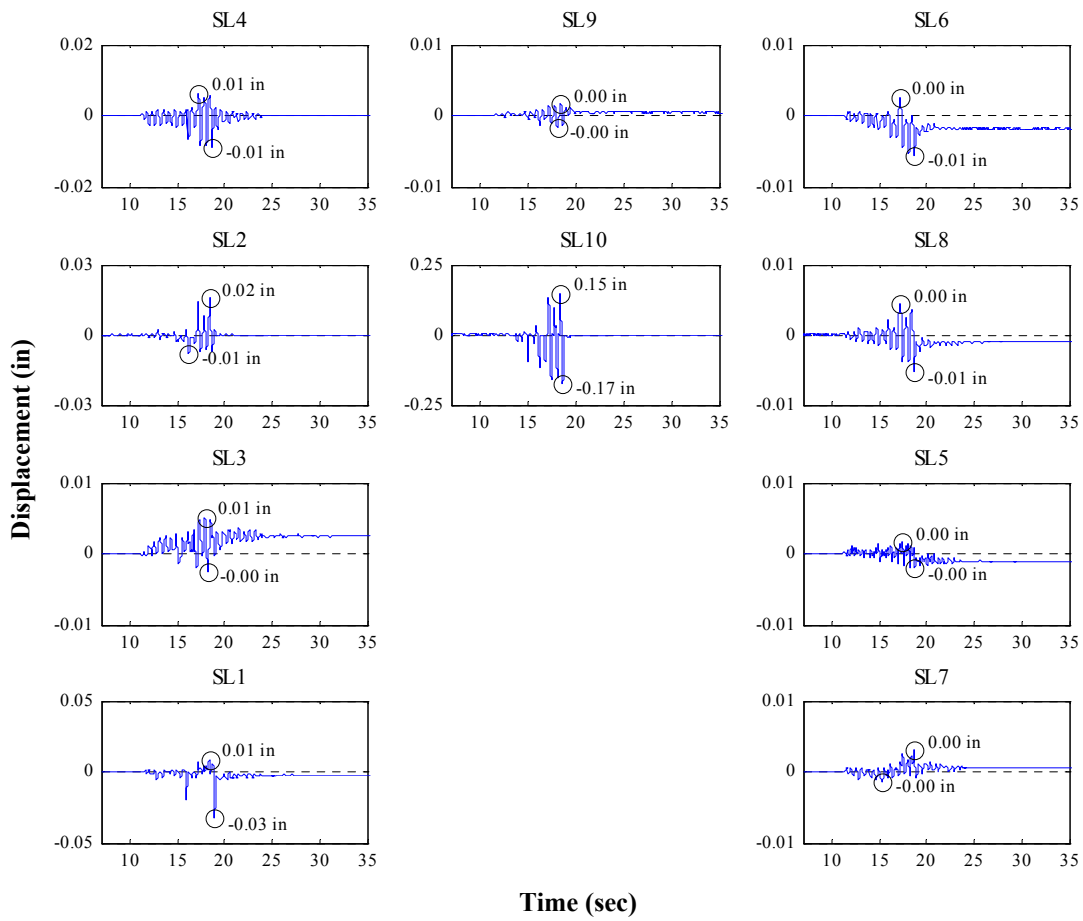 SL4
SL9
SL6
0.02
0
-0.02
0.01 in
-0.01 in
10 15 20 25 30 35
0.01
0
-0.01
0.00 in
-0.00 in
10 15 20 25 30 35
0.01
0
-0.01
0.00 in
-0.01 in
10 15 20 25 30 35
SL2
SL10
SL8
0.03
0
-0.03
0.02 in
-0.01 in
10 15 20 25 30 35
0.25
0
-0.25
0.15 in
-0.17 in
10 15 20 25 30 35
0.01
0
-0.01
0.00 in
-0.01 in
10 15 20 25 30 35
SL3
SL5
0.01
0
-0.01
0.01 in
-0.00 in
10 15 20 25 30 35
0.01
0
-0.01
0.00 in
-0.00 in
10 15 20 25 30 35
SL1
SL7
0.05
0
-0.05
0.01 in
-0.03 in
10 15 20 25 30 35
0.01
0
-0.01
0.00 in
-0.00 in
10 15 20 25 30 35
Displacement (in)
Time (sec)